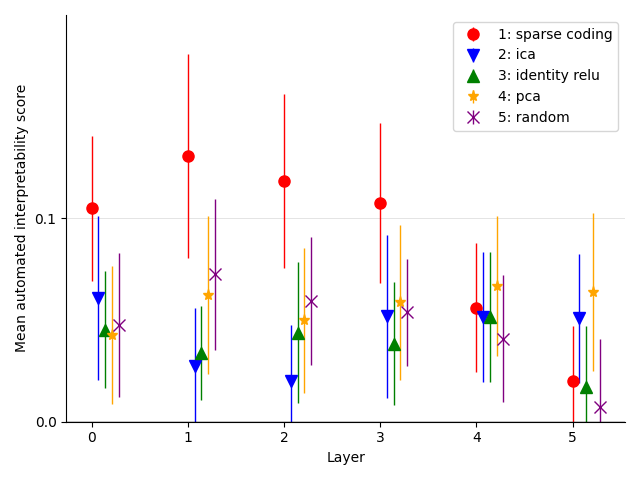 1: sparse coding
2: ica
3: identity relu
4: pca
5: random
Mean automated interpretability score
0.1
0.0
0 1 2 3 4 5
Layer